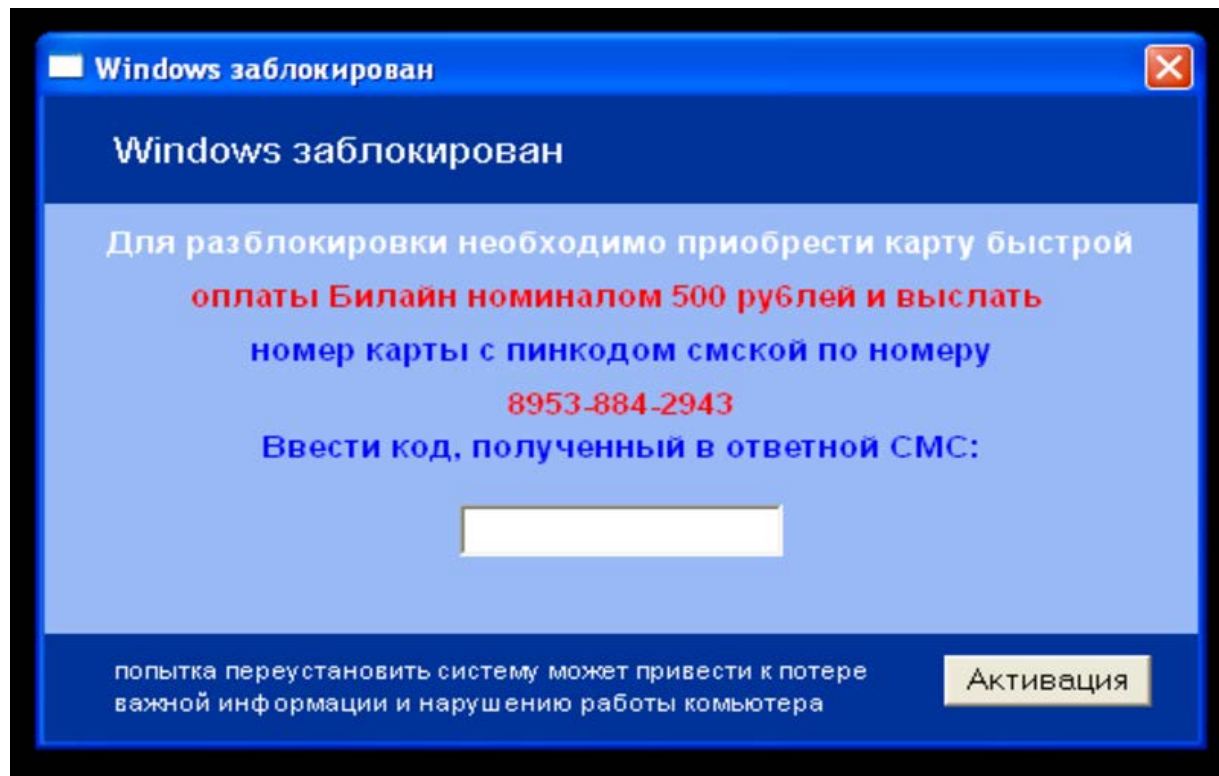 Windows заблокирован
Windows заблокирован
Для разблокировки необходимо приобрести карту быстрой
оплаты Билайн номиналом 500 рублей и выслать
номер карты с пинкодом смской по номеру
8953-884-2943
Ввести код, полученный в ответной СМС:
попытка переустановить систему может привести к потере
важной информации и нарушению работы комьютера
Активация